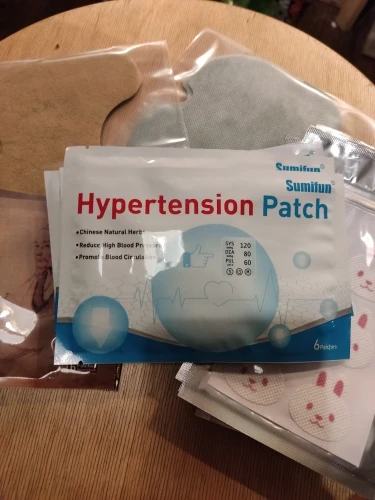 Sumifun®
Sumifun®
Hypertension Patch
•Chinese Natural Herb
•Reduce High Blood Pressure
•Promote Blood Circulation
SYS 120
DIA 80
PUL 60
6 Patches